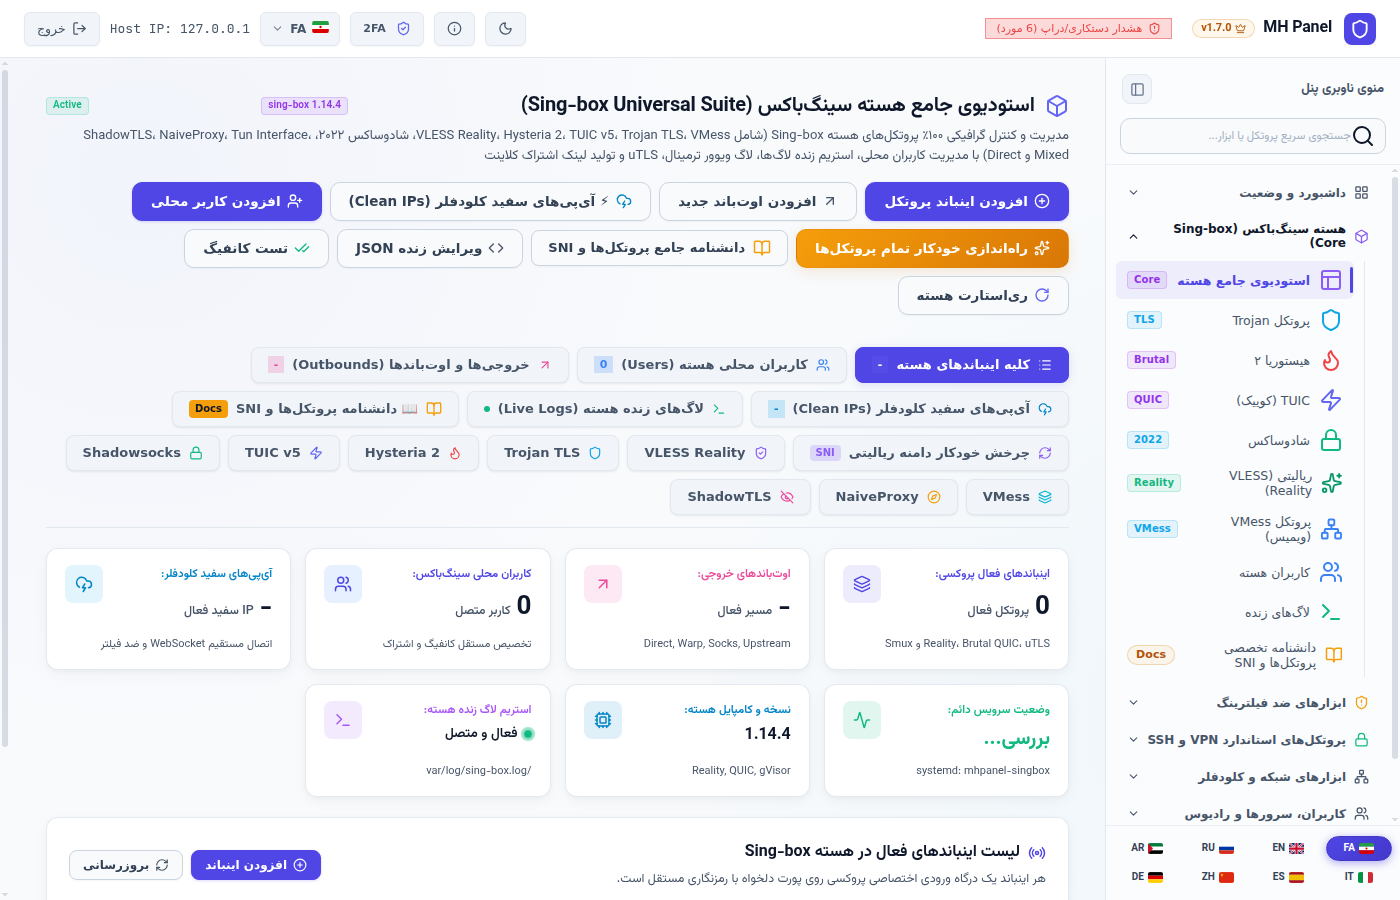 MH Panel
v1.7.0
هشدار دستکاری/دراپ (6 مورد)
2FA
FA
Host IP: 127.0.0.1
خروج
منوی ناوبری پنل
جستجوی سریع پروتکل یا ابزار...
داشبورد و وضعیت
هسته سینگ‌باکس (Sing-box
Core)
استودیوی جامع هسته Core
پروتکل Trojan TLS
هیستوریا ۲ Brutal
TUIC (کوییک) QUIC
شادوساکس 2022
ریالیتی (VLESS
Reality) Reality
پروتکل VMess
(ویمیس) VMess
کاربران هسته
لاگ‌های زنده
دانشنامه تخصصی
پروتکل‌ها و SNI Docs
ابزارهای ضد فیلترینگ
پروتکل‌های استاندارد VPN و SSH
ابزارهای شبکه و کلودفلر
کاربران، سرورها و رادیوس
FA EN RU AR
IT ES ZH DE
استودیوی جامع هسته سینگ‌باکس (Sing-box Universal Suite)
sing-box 1.14.4
Active
مدیریت و کنترل گرافیکی ۱۰۰٪ پروتکل‌های هسته Sing-box (شامل VLESS Reality، Hysteria 2، TUIC v5، Trojan TLS، VMess، شادوساکس ۲۰۲۲، ShadowTLS، NaiveProxy، Tun Interface،
Mixed و Direct) با مدیریت کاربران محلی، استریم زنده لاگ‌ها، لاگ ویوور ترمینال، uTLS و تولید لینک اشتراک کلاینت
افزودن اینباند پروتکل
افزودن اوت‌باند جدید
⚡ آی‌پی‌های سفید کلودفلر (Clean IPs)
افزودن کاربر محلی
راه‌اندازی خودکار تمام پروتکل‌ها
دانشنامه جامع پروتکل‌ها و SNI
ویرایش زنده JSON
تست کانفیگ
ری‌استارت هسته
کلیه اینباندهای هسته -
کاربران محلی هسته (Users) 0
خروجی‌ها و اوت‌باندها (Outbounds) -
آی‌پی‌های سفید کلودفلر (Clean IPs) -
لاگ‌های زنده هسته (Live Logs)
📖 دانشنامه پروتکل‌ها و SNI Docs
چرخش خودکار دامنه ریالیتی SNI
VLESS Reality
Trojan TLS
Hysteria 2
TUIC v5
Shadowsocks
VMess
NaiveProxy
ShadowTLS
اینباندهای فعال پروکسی:
0 پروتکل فعال
Reality، Brutal QUIC، uTLS و Smux
اوت‌باندهای خروجی:
- مسیر فعال
Direct, Warp, Socks, Upstream
کاربران محلی سینگ‌باکس:
0 کاربر متصل
تخصیص مستقل کانفیگ و اشتراک
آی‌پی‌های سفید کلودفلر:
- IP سفید فعال
اتصال مستقیم WebSocket و ضد فیلتر
وضعیت سرویس دائم:
بررسی...
systemd: mhpanel-singbox
نسخه و کامپایل هسته:
1.14.4
Reality, QUIC, gVisor
استریم لاگ زنده هسته:
فعال و متصل
var/log/sing-box.log/
لیست اینباندهای فعال در هسته Sing-box
هر اینباند یک درگاه ورودی اختصاصی پروکسی روی پورت دلخواه با رمزنگاری مستقل است.
افزودن اینباند
بروزرسانی